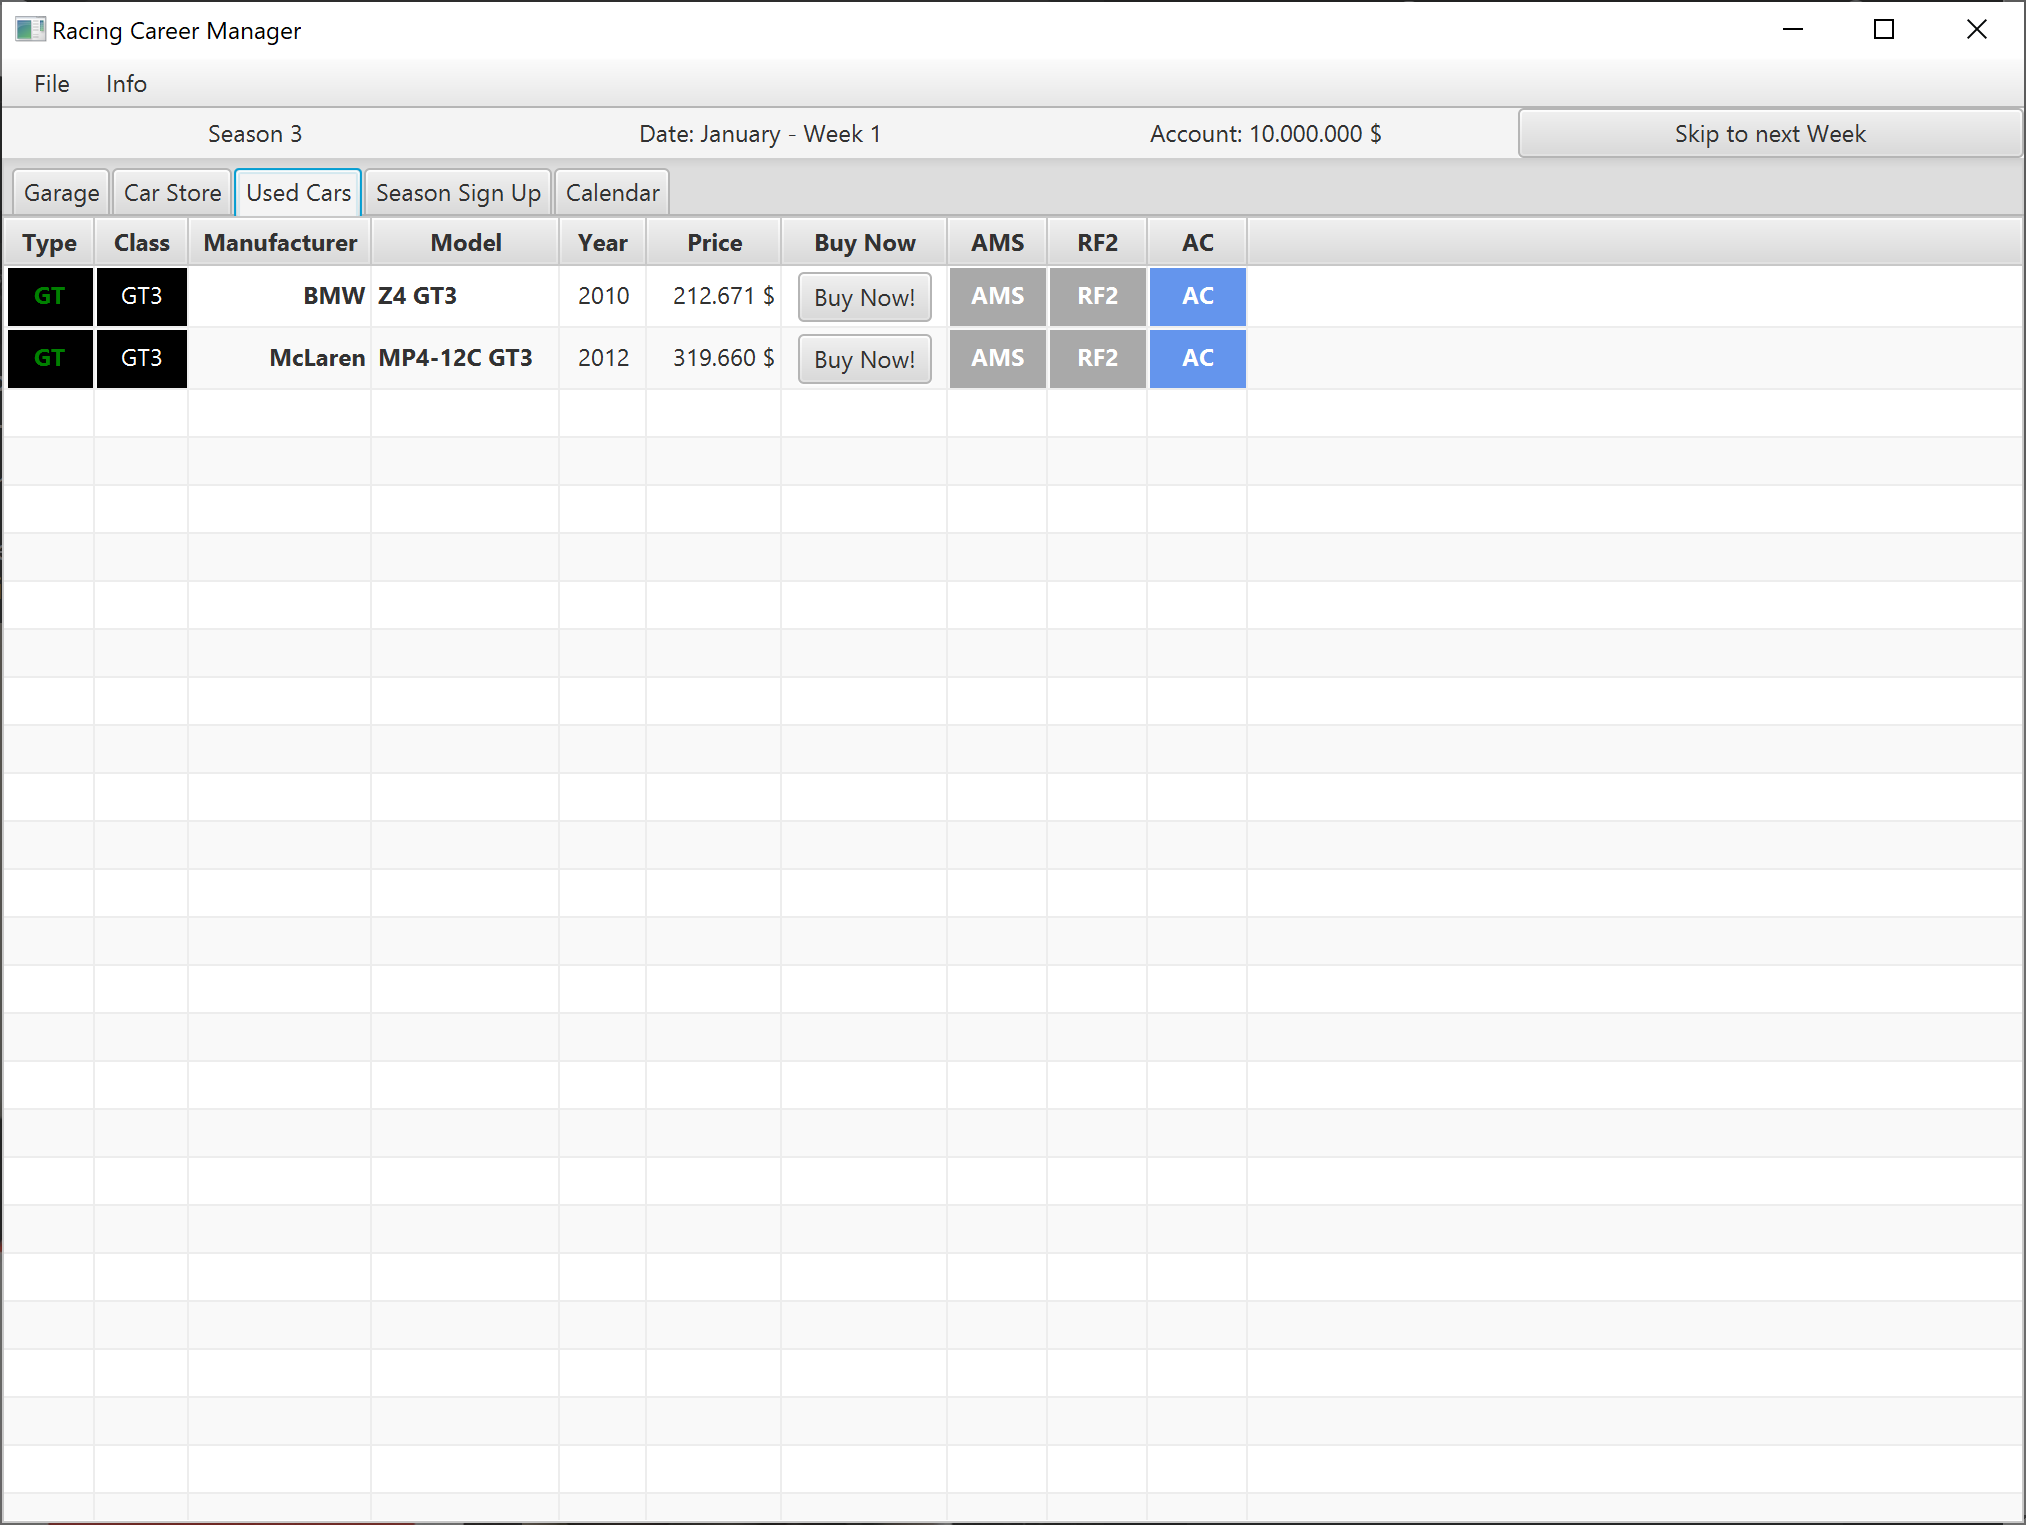 Racing Career Manager
File Info
Season 3 Date: January - Week 1 Account: 10.000.000 $ Skip to next Week
Garage Car Store Used Cars Season Sign Up Calendar
Type Class Manufacturer Model Year Price Buy Now AMS RF2 AC
GT GT3 BMW Z4 GT3 2010 212.671 $ Buy Now! AMS RF2 AC
GT GT3 McLaren MP4-12C GT3 2012 319.660 $ Buy Now! AMS RF2 AC